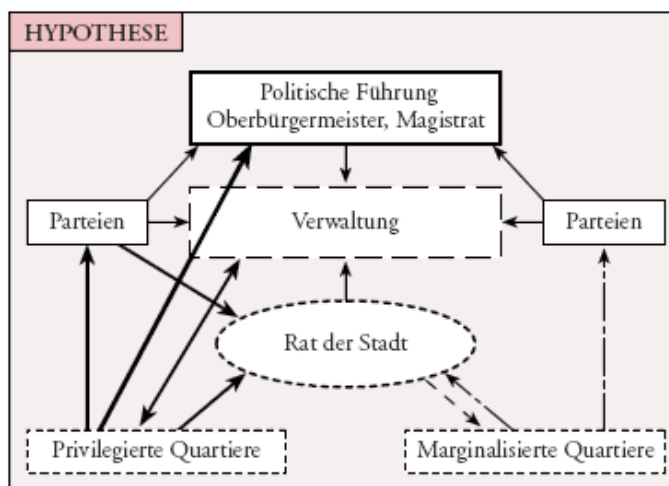 HYPOTHESE
Politische Führung
Oberbürgermeister, Magistrat
Parteien
Verwaltung
Parteien
Rat der Stadt
Privilegierte Quartiere
Marginalisierte Quartiere